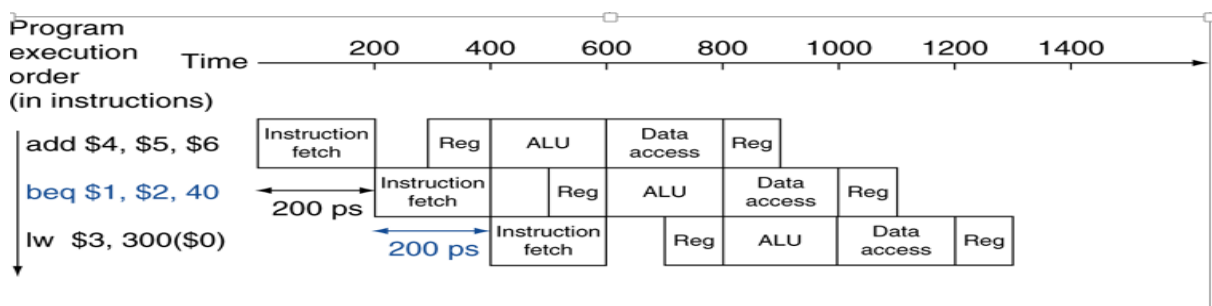 Program
execution
order
(in instructions)
Time
200 400 600 800 1000 1200 1400
add $4, $5, $6
Instruction
fetch
Reg
ALU
Data
access
Reg
beq $1, $2, 40
200 ps
Instruction
fetch
Reg
ALU
Data
access
Reg
lw $3, 300($0)
200 ps
Instruction
fetch
Reg
ALU
Data
access
Reg